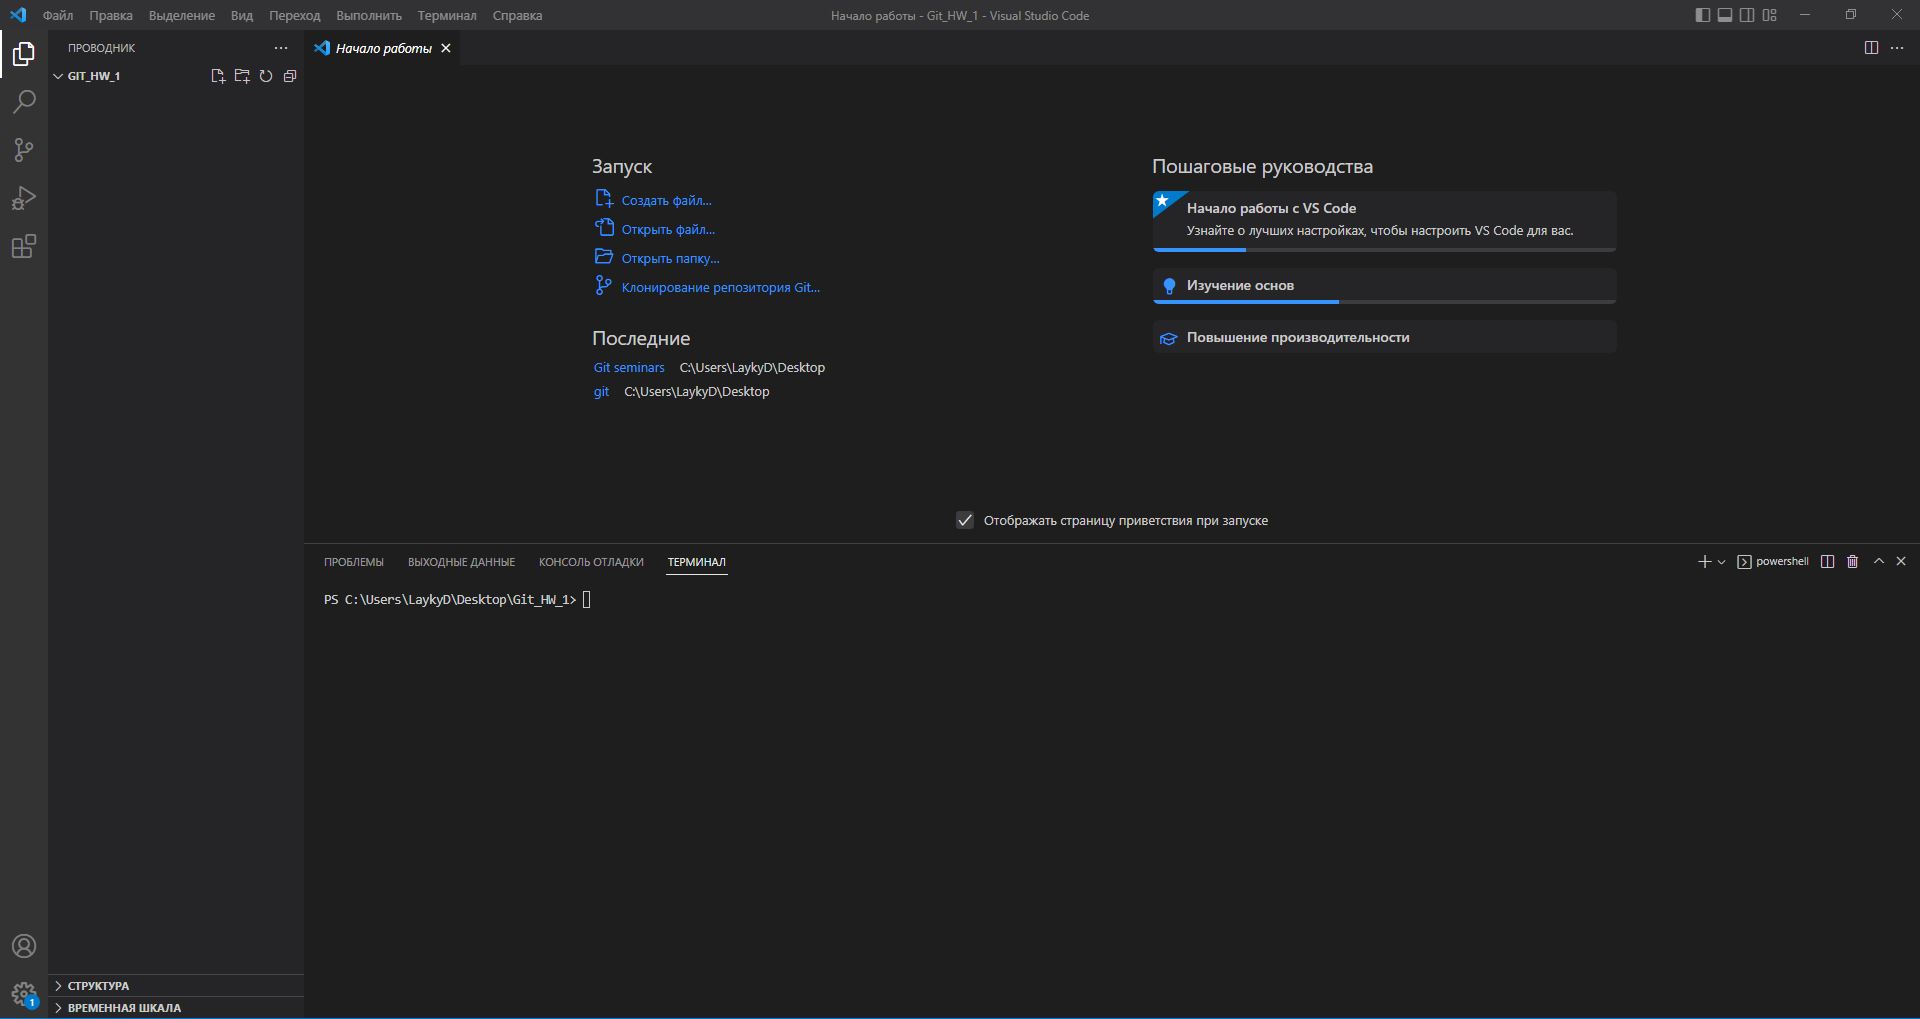 Файл Правка Выделение Вид Переход Выполнить Терминал Справка
Начало работы - Git_HW_1 - Visual Studio Code
ПРОВОДНИК
GIT_HW_1
Начало работы
Запуск
Создать файл...
Открыть файл...
Открыть папку...
Клонирование репозитория Git...
Последние
Git seminars C:\Users\LaykyD\Desktop
git C:\Users\LaykyD\Desktop
Пошаговые руководства
Начало работы с VS Code
Узнайте о лучших настройках, чтобы настроить VS Code для вас.
Изучение основ
Повышение производительности
Отображать страницу приветствия при запуске
ПРОБЛЕМЫ ВЫХОДНЫЕ ДАННЫЕ КОНСОЛЬ ОТЛАДКИ ТЕРМИНАЛ
powershell
PS C:\Users\LaykyD\Desktop\Git_HW_1>
СТРУКТУРА
1
ВРЕМЕННАЯ ШКАЛА